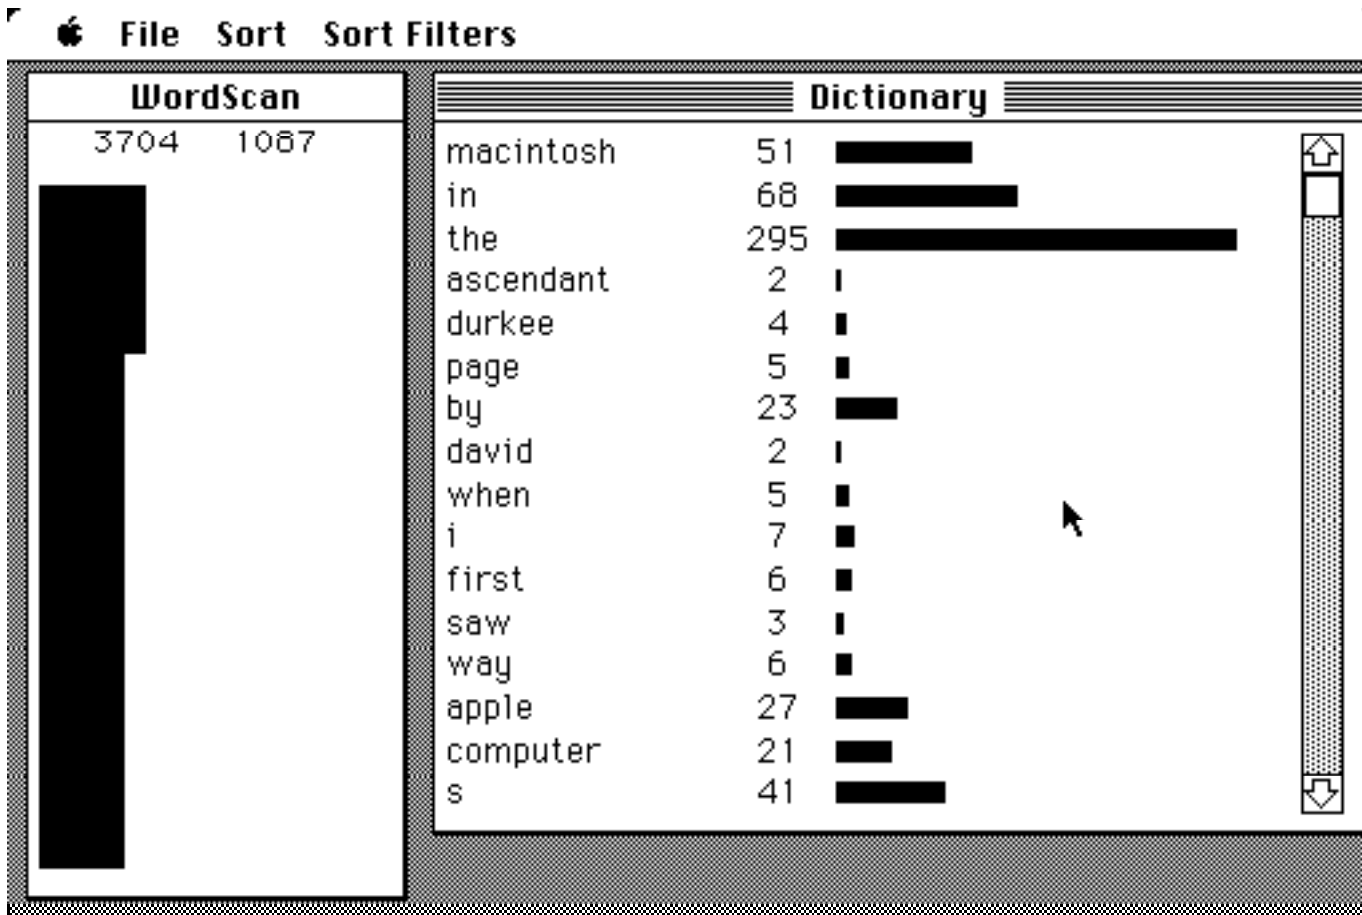 File Sort Sort Filters
WordScan
3704 1087
Dictionary
macintosh 51
in 68
the 295
ascendant 2
durkee 4
page 5
by 23
david 2
when 5
i 7
first 6
saw 3
way 6
apple 27
computer 21
s 41